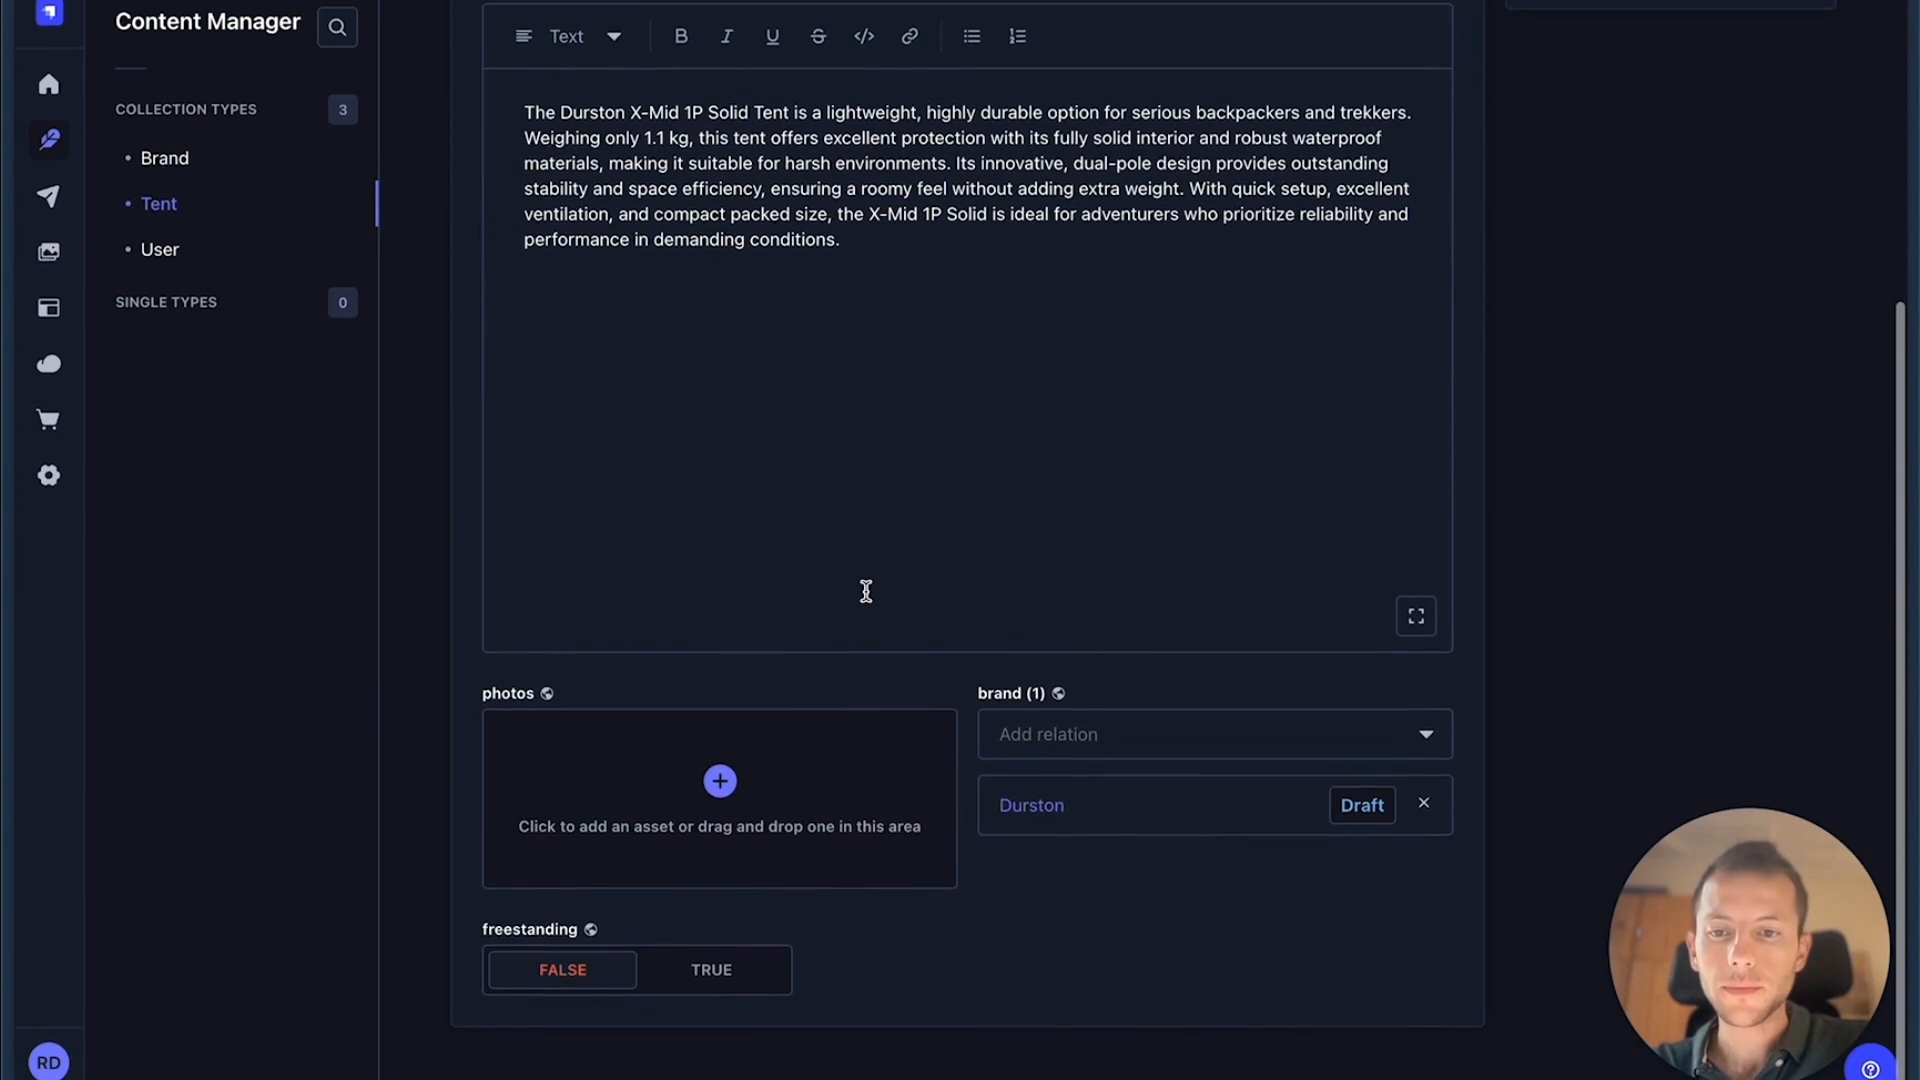 Content Manager
COLLECTION TYPES
3
Brand
Tent
User
SINGLE TYPES
0
RD
Text
B
I
U
S
The Durston X-Mid 1P Solid Tent is a lightweight, highly durable option for serious backpackers and trekkers.
Weighing only 1.1 kg, this tent offers excellent protection with its fully solid interior and robust waterproof
materials, making it suitable for harsh environments. Its innovative, dual-pole design provides outstanding
stability and space efficiency, ensuring a roomy feel without adding extra weight. With quick setup, excellent
ventilation, and compact packed size, the X-Mid 1P Solid is ideal for adventurers who prioritize reliability and
performance in demanding conditions.
photos
Click to add an asset or drag and drop one in this area
brand (1)
Add relation
Durston
Draft
freestanding
FALSE
TRUE